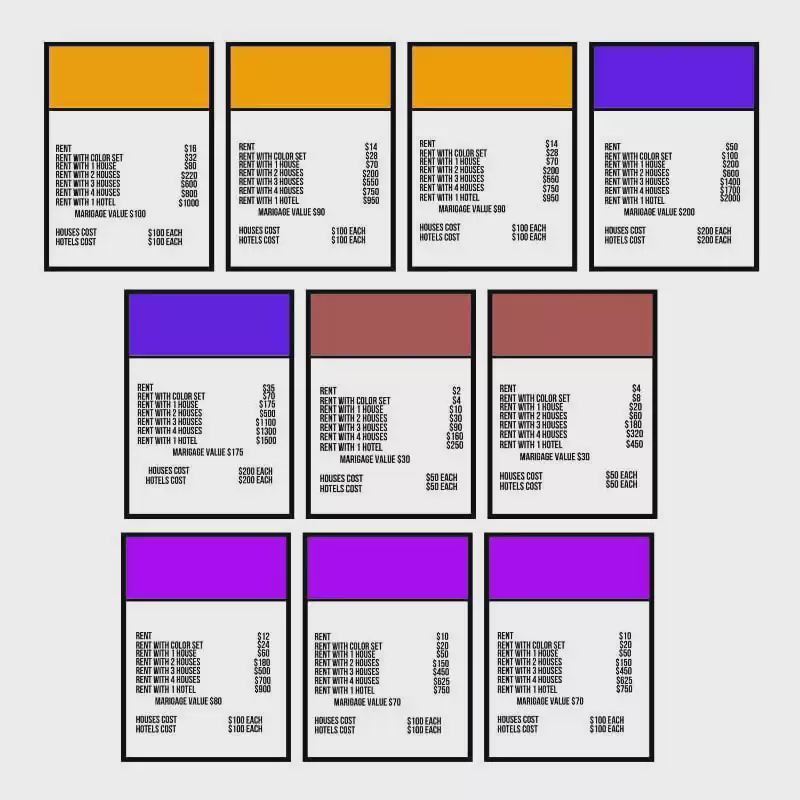 RENT $16
RENT WITH COLOR SET $32
RENT WITH 1 HOUSE $80
RENT WITH 2 HOUSES $220
RENT WITH 3 HOUSES $600
RENT WITH 4 HOUSES $800
RENT WITH 1 HOTEL $1000
MARIGAGE VALUE $100
HOUSES COST $100 EACH
HOTELS COST $100 EACH
RENT $14
RENT WITH COLOR SET $28
RENT WITH 1 HOUSE $70
RENT WITH 2 HOUSES $200
RENT WITH 3 HOUSES $550
RENT WITH 4 HOUSES $750
RENT WITH 1 HOTEL $950
MARIGAGE VALUE $90
HOUSES COST $100 EACH
HOTELS COST $100 EACH
RENT $14
RENT WITH COLOR SET $28
RENT WITH 1 HOUSE $70
RENT WITH 2 HOUSES $200
RENT WITH 3 HOUSES $550
RENT WITH 4 HOUSES $750
RENT WITH 1 HOTEL $950
MARIGAGE VALUE $90
HOUSES COST $100 EACH
HOTELS COST $100 EACH
RENT $50
RENT WITH COLOR SET $100
RENT WITH 1 HOUSE $200
RENT WITH 2 HOUSES $600
RENT WITH 3 HOUSES $1400
RENT WITH 4 HOUSES $1700
RENT WITH 1 HOTEL $2000
MARIGAGE VALUE $200
HOUSES COST $200 EACH
HOTELS COST $200 EACH
RENT $35
RENT WITH COLOR SET $70
RENT WITH 1 HOUSE $175
RENT WITH 2 HOUSES $500
RENT WITH 3 HOUSES $1100
RENT WITH 4 HOUSES $1300
RENT WITH 1 HOTEL $1500
MARIGAGE VALUE $175
HOUSES COST $200 EACH
HOTELS COST $200 EACH
RENT $2
RENT WITH COLOR SET $4
RENT WITH 1 HOUSE $10
RENT WITH 2 HOUSES $30
RENT WITH 3 HOUSES $90
RENT WITH 4 HOUSES $160
RENT WITH 1 HOTEL $250
MARIGAGE VALUE $30
HOUSES COST $50 EACH
HOTELS COST $50 EACH
RENT $4
RENT WITH COLOR SET $8
RENT WITH 1 HOUSE $20
RENT WITH 2 HOUSES $60
RENT WITH 3 HOUSES $180
RENT WITH 4 HOUSES $320
RENT WITH 1 HOTEL $450
MARIGAGE VALUE $30
HOUSES COST $50 EACH
HOTELS COST $50 EACH
RENT $12
RENT WITH COLOR SET $24
RENT WITH 1 HOUSE $60
RENT WITH 2 HOUSES $180
RENT WITH 3 HOUSES $500
RENT WITH 4 HOUSES $700
RENT WITH 1 HOTEL $900
MARIGAGE VALUE $80
HOUSES COST $100 EACH
HOTELS COST $100 EACH
RENT $10
RENT WITH COLOR SET $20
RENT WITH 1 HOUSE $50
RENT WITH 2 HOUSES $150
RENT WITH 3 HOUSES $450
RENT WITH 4 HOUSES $625
RENT WITH 1 HOTEL $750
MARIGAGE VALUE $70
HOUSES COST $100 EACH
HOTELS COST $100 EACH
RENT $10
RENT WITH COLOR SET $20
RENT WITH 1 HOUSE $50
RENT WITH 2 HOUSES $150
RENT WITH 3 HOUSES $450
RENT WITH 4 HOUSES $625
RENT WITH 1 HOTEL $750
MARIGAGE VALUE $70
HOUSES COST $100 EACH
HOTELS COST $100 EACH